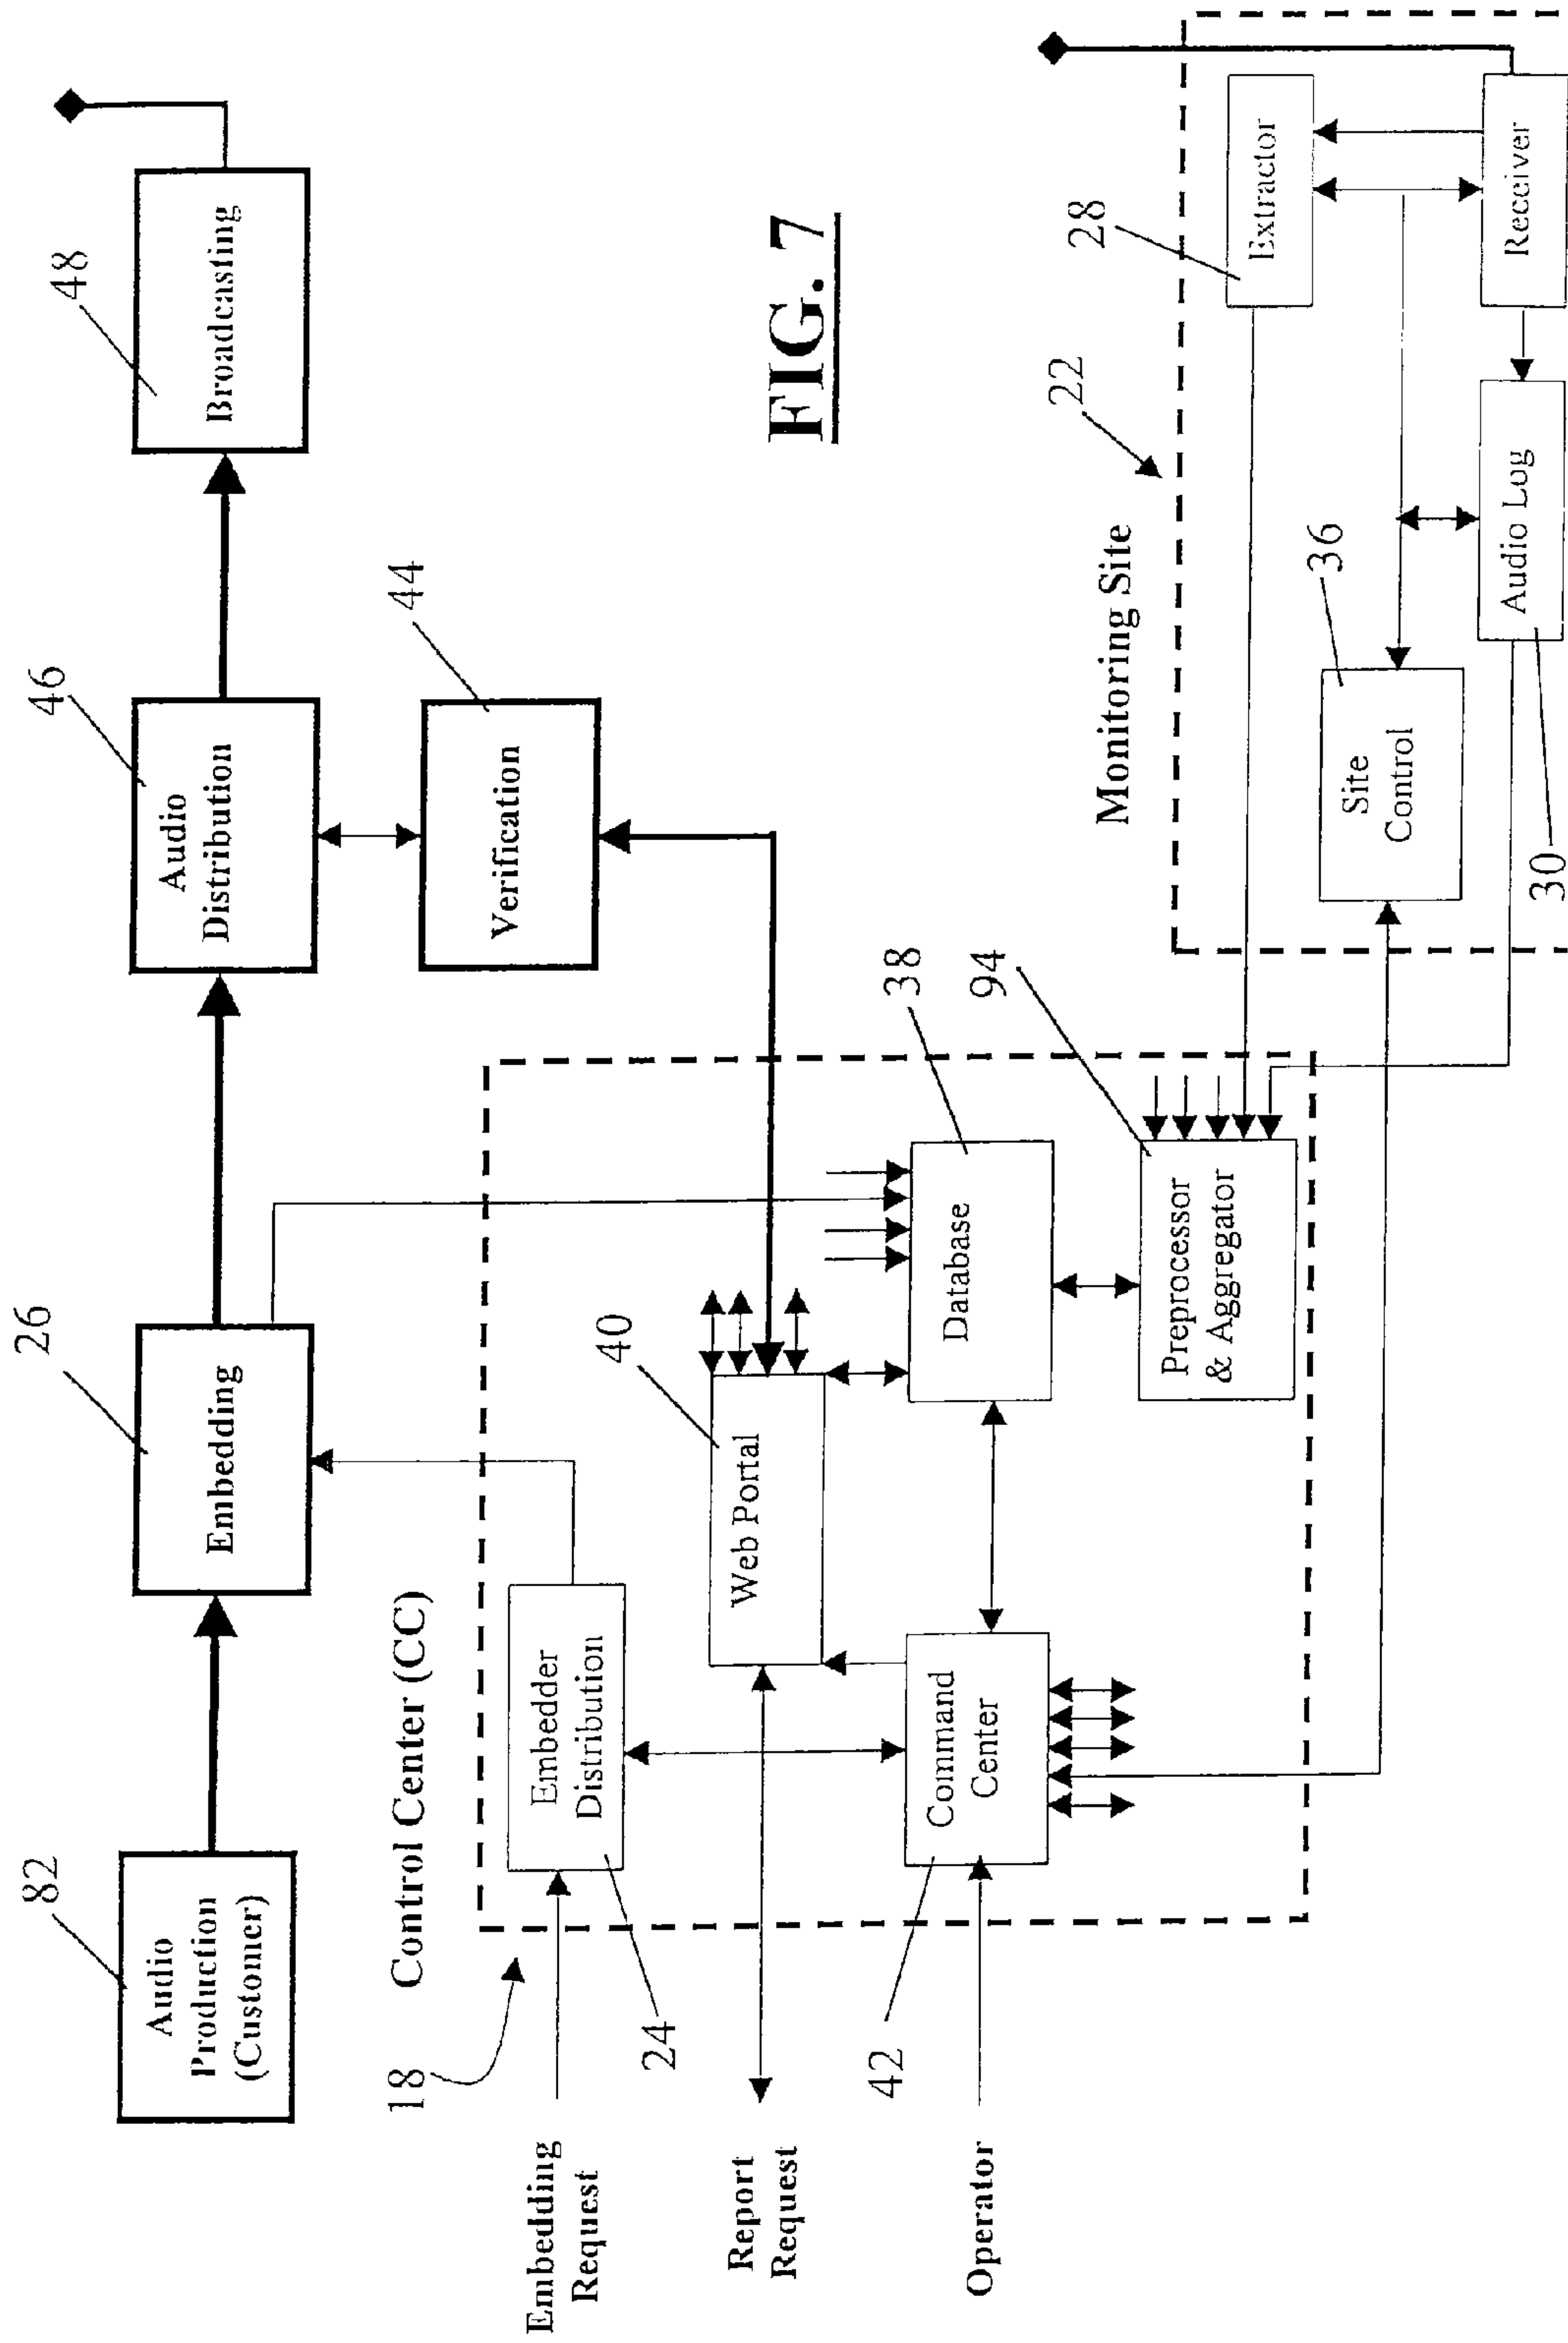 82
Audio
Production
(Customer)
26
Embedding
46
Audio
Distribution
48
Broadcasting
44
Verification
FIG. 7
18
Control Center (CC)
Embedding
Request
Embedder
Distribution
24
Report
Request
Web Portal
40
Operator
42
Command
Center
Database
38
Preprocessor
& Aggregator
94
Monitoring Site
22
Extractor
28
Site
Control
36
Audio Log
30
Receiver